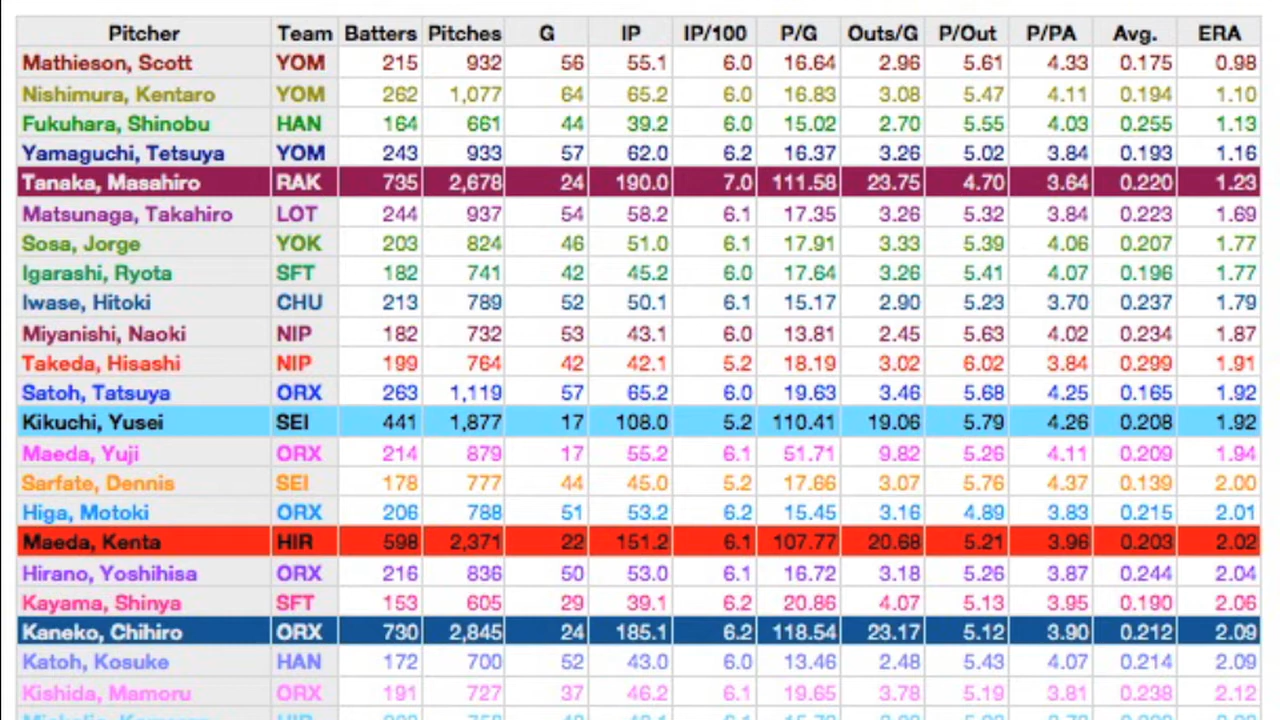 Pitcher Team Batters Pitches G IP IP/100 P/G Outs/G P/Out P/PA Avg. ERA
Mathieson, Scott YOM 215 932 56 55.1 6.0 16.64 2.96 5.61 4.33 0.175 0.98
Nishimura, Kentaro YOM 262 1,077 64 65.2 6.0 16.83 3.08 5.47 4.11 0.194 1.10
Fukuhara, Shinobu HAN 164 661 44 39.2 6.0 15.02 2.70 5.55 4.03 0.255 1.13
Yamaguchi, Tetsuya YOM 243 933 57 62.0 6.2 16.37 3.26 5.02 3.84 0.193 1.16
Tanaka, Masahiro RAK 735 2,678 24 190.0 7.0 111.58 23.75 4.70 3.64 0.220 1.23
Matsunaga, Takahiro LOT 244 937 54 58.2 6.1 17.35 3.26 5.32 3.84 0.223 1.69
Sosa, Jorge YOK 203 824 46 51.0 6.1 17.91 3.33 5.39 4.06 0.207 1.77
Igarashi, Ryota SFT 182 741 42 45.2 6.0 17.64 3.26 5.41 4.07 0.196 1.77
Iwase, Hitoki CHU 213 789 52 50.1 6.1 15.17 2.90 5.23 3.70 0.237 1.79
Miyanishi, Naoki NIP 182 732 53 43.1 6.0 13.81 2.45 5.63 4.02 0.234 1.87
Takeda, Hisashi NIP 199 764 42 42.1 5.2 18.19 3.02 6.02 3.84 0.299 1.91
Satoh, Tatsuya ORX 263 1,119 57 65.2 6.0 19.63 3.46 5.68 4.25 0.165 1.92
Kikuchi, Yusei SEI 441 1,877 17 108.0 5.2 110.41 19.06 5.79 4.26 0.208 1.92
Maeda, Yuji ORX 214 879 17 55.2 6.1 51.71 9.82 5.26 4.11 0.209 1.94
Sarfate, Dennis SEI 178 777 44 45.0 5.2 17.66 3.07 5.76 4.37 0.139 2.00
Higa, Motoki ORX 206 788 51 53.2 6.2 15.45 3.16 4.89 3.83 0.215 2.01
Maeda, Kenta HIR 598 2,371 22 151.2 6.1 107.77 20.68 5.21 3.96 0.203 2.02
Hirano, Yoshihisa ORX 216 836 50 53.0 6.1 16.72 3.18 5.26 3.87 0.244 2.04
Kayama, Shinya SFT 153 605 29 39.1 6.2 20.86 4.07 5.13 3.95 0.190 2.06
Kaneko, Chihiro ORX 730 2,845 24 185.1 6.2 118.54 23.17 5.12 3.90 0.212 2.09
Katoh, Kosuke HAN 172 700 52 43.0 6.0 13.46 2.48 5.43 4.07 0.214 2.09
Kishida, Mamoru ORX 191 727 37 46.2 6.1 19.65 3.78 5.19 3.81 0.238 2.12